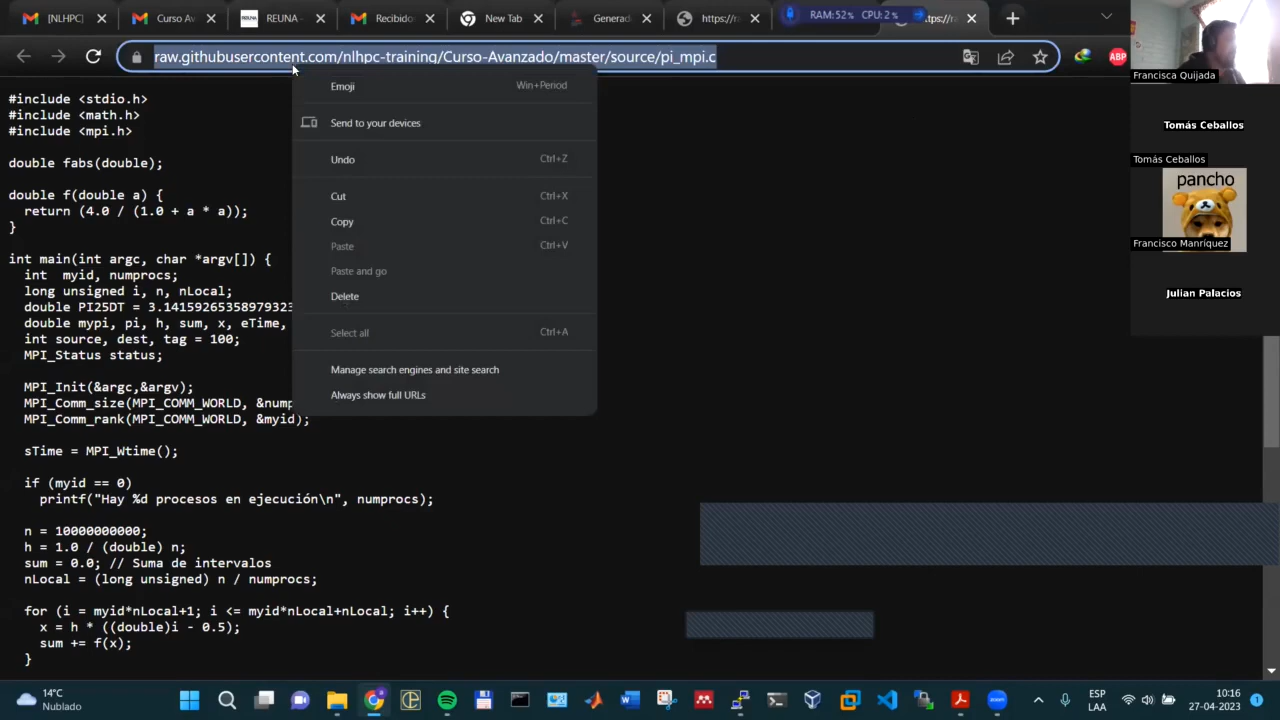 [NLHPC]
Curso Av
REUNA -
Recibido
New Tab
Generad
https://r
RAM:52% CPU:2%
https://ra
raw.githubusercontent.com/nlhpc-training/Curso-Avanzado/master/source/pi_mpi.c
ABP
Francisca Quijada
Tomás Ceballos
Tomás Ceballos
pancho
Francisco Manríquez
Julian Palacios
Emoji Win+Period
Send to your devices
Undo Ctrl+Z
Cut Ctrl+X
Copy Ctrl+C
Paste Ctrl+V
Paste and go
Delete
Select all Ctrl+A
Manage search engines and site search
Always show full URLs
#include <stdio.h>
#include <math.h>
#include <mpi.h>
double fabs(double);
double f(double a) {
return (4.0 / (1.0 + a * a));
}
int main(int argc, char *argv[]) {
int myid, numprocs;
long unsigned i, n, nLocal;
double PI25DT = 3.14159265358979323
double mypi, pi, h, sum, x, eTime,
int source, dest, tag = 100;
MPI_Status status;
MPI_Init(&argc,&argv);
MPI_Comm_size(MPI_COMM_WORLD, &nump
MPI_Comm_rank(MPI_COMM_WORLD, &myid);
sTime = MPI_Wtime();
if (myid == 0)
printf("Hay %d procesos en ejecución\n", numprocs);
n = 10000000000;
h = 1.0 / (double) n;
sum = 0.0; // Suma de intervalos
nLocal = (long unsigned) n / numprocs;
for (i = myid*nLocal+1; i <= myid*nLocal+nLocal; i++) {
x = h * ((double)i - 0.5);
sum += f(x);
}
14°C
Nublado
ESP
LAA
10:16
27-04-2023